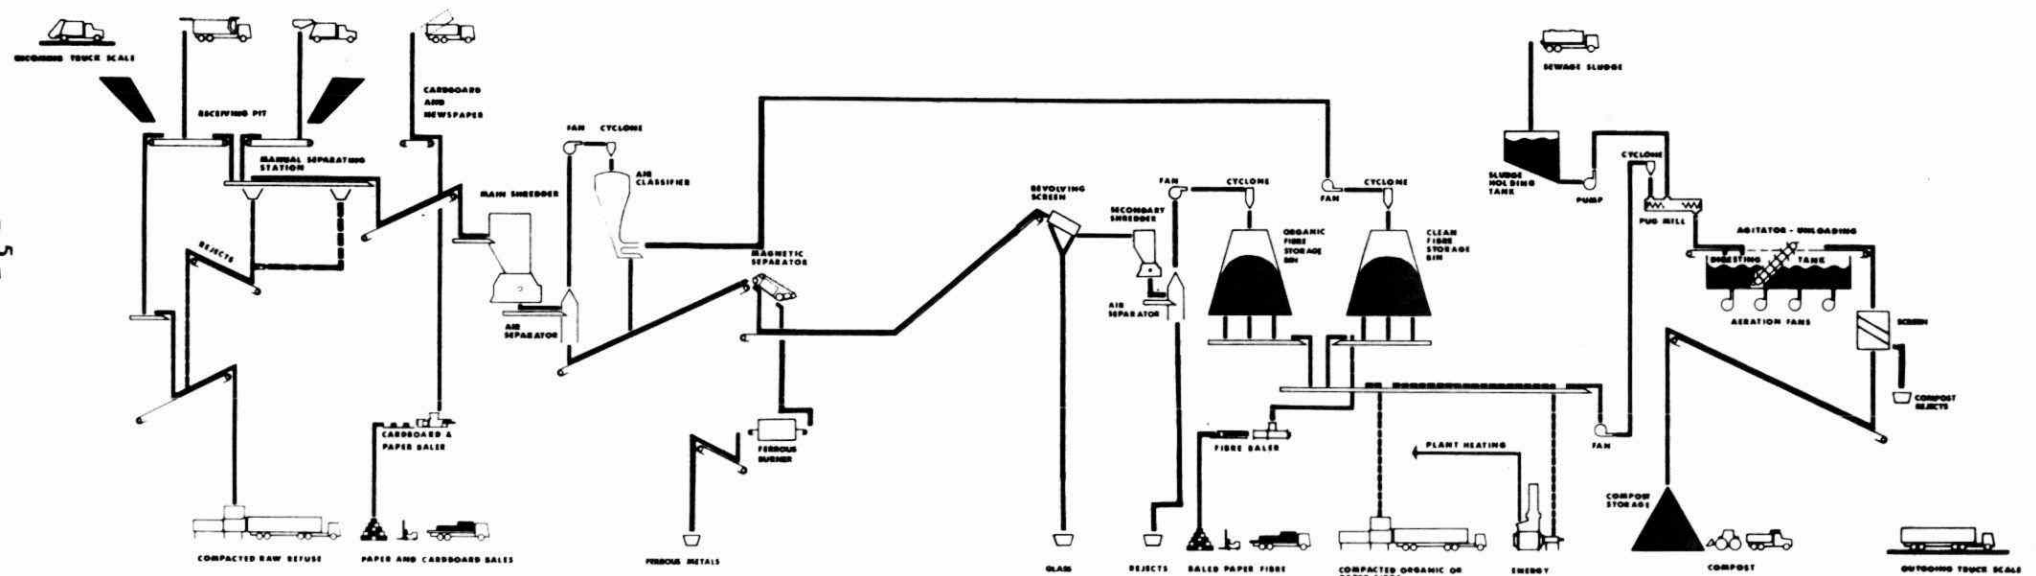 INCOMING TRUCK SCALE
RECEIVING PIT
MANUAL SEPARATING
STATION
REJECTS
CARDBOARD
AND
NEWSPAPER
FAN CYCLONE
AIR
CLASSIFIER
MAIN SHREDDER
AIR
SEPARATOR
MAGNETIC
SEPARATOR
CARDBOARD &
PAPER BALER
FERROUS
BURNER
REVOLVING
SCREEN
SECONDARY
SHREDDER
AIR
SEPARATOR
FAN
CYCLONE
ORGANIC
FIBRE
STORAGE
BIN
FAN
CYCLONE
CLEAN
FIBRE
STORAGE
BIN
FIBRE BALER
PLANT HEATING
SEWAGE SLUDGE
SLUDGE
HOLDING
TANK
PUMP
CYCLONE
PUG MILL
AGITATOR - UNLOADING
DIGESTING TANK
AERATION FANS
SCREEN
COMPOST
REJECTS
FAN
COMPOST
STORAGE
COMPACTED RAW REFUSE
PAPER AND CARDBOARD BALES
FERROUS METALS
GLASS
REJECTS
BALED PAPER FIBRE
COMPACTED ORGANIC OR
ENERGY
COMPOST
OUTGOING TRUCK SCALE